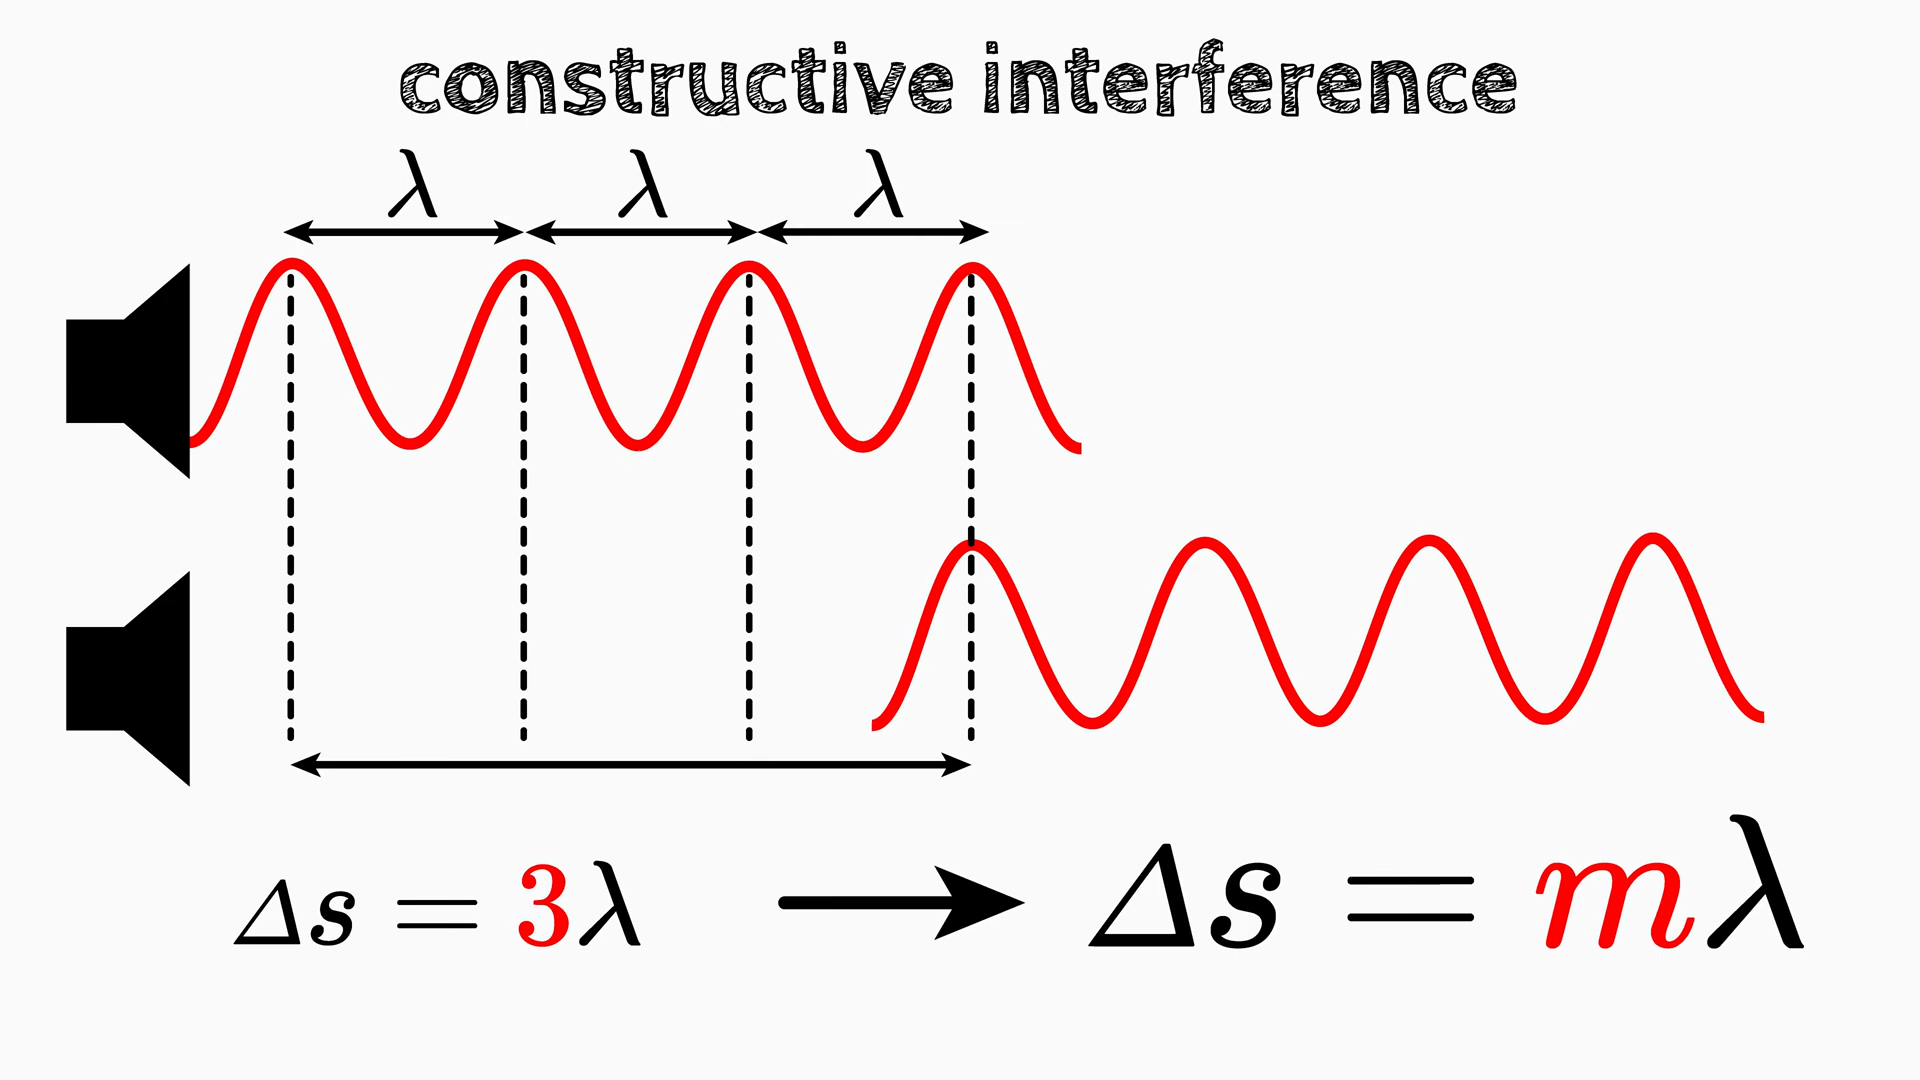 constructive interference
λ λ λ
Δs = 3λ
Δs = mλ